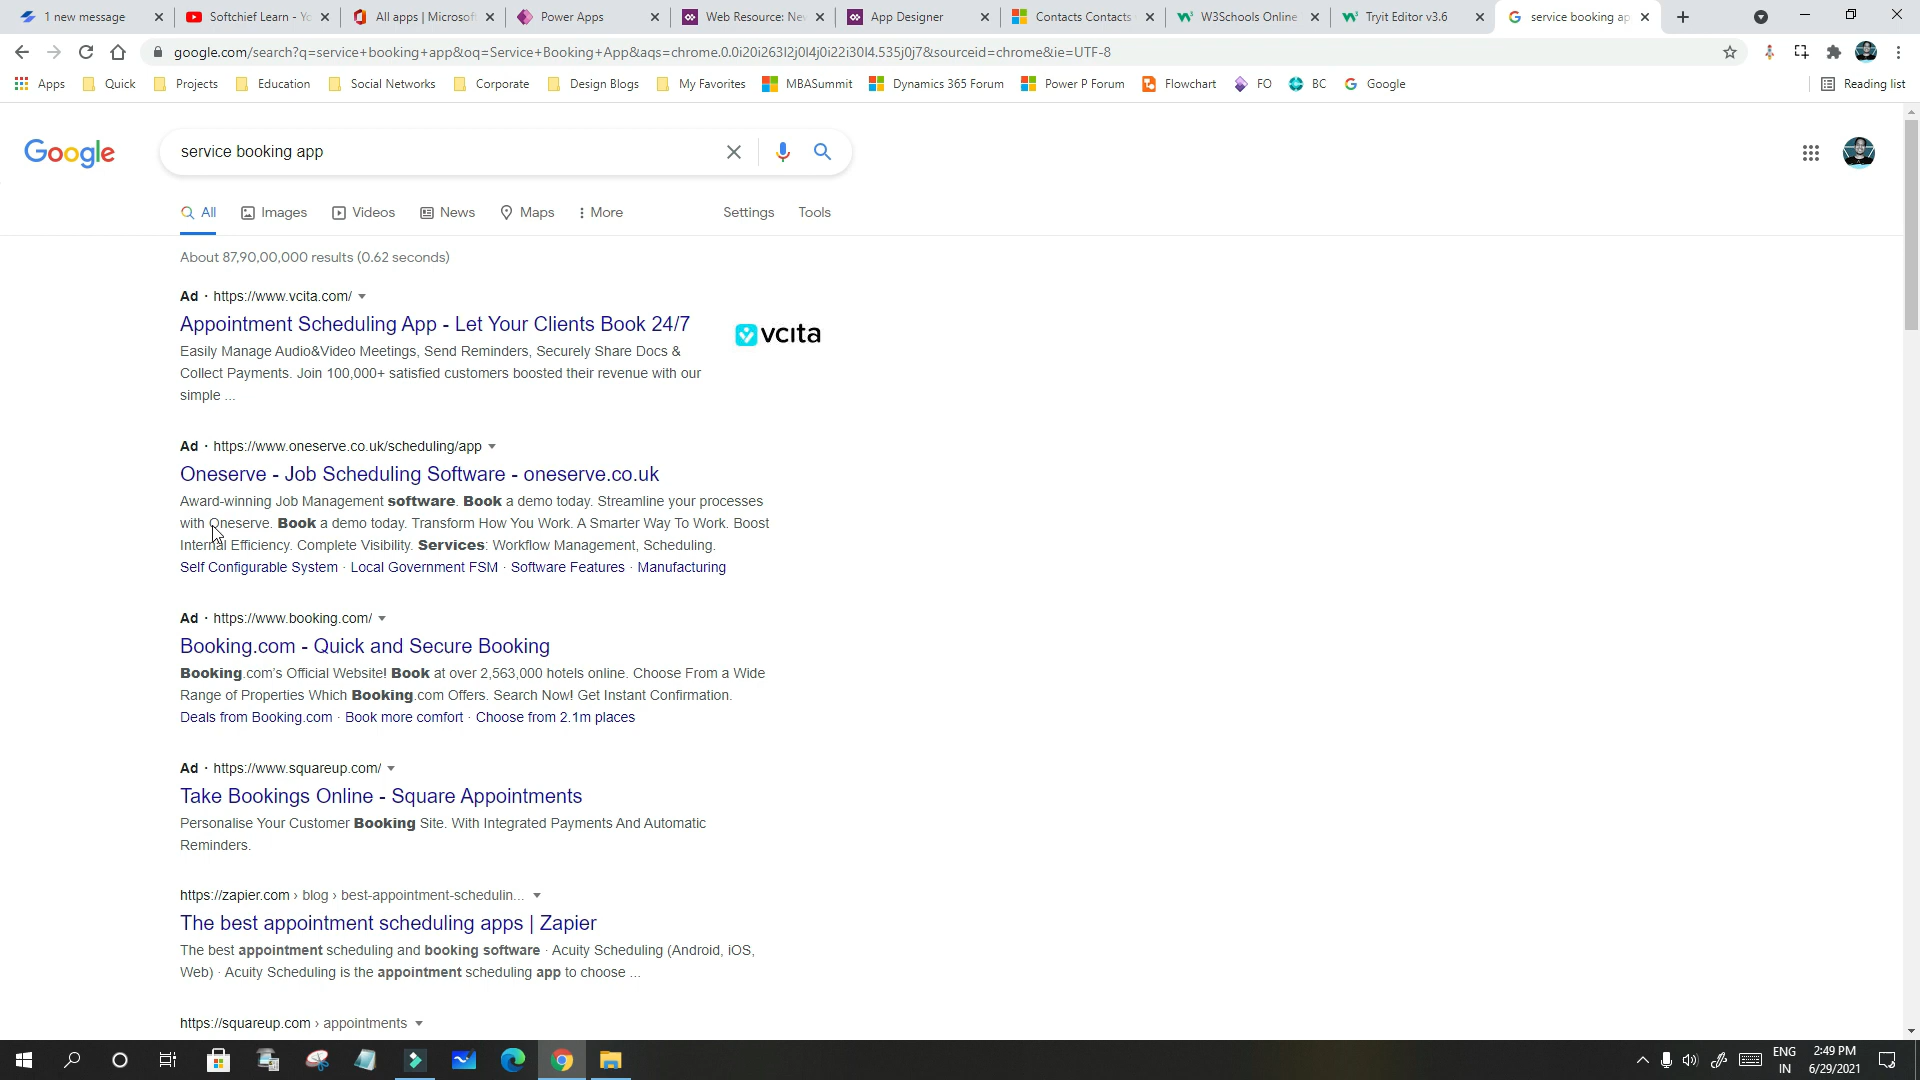 1 new message
Softchief Learn - Yo
All apps | Microsof
Power Apps
Web Resource: Ne
App Designer
Contacts Contacts
W3Schools Online
Tryit Editor v3.6
service booking ap
google.com/search?q=service+booking+app&oq=Service+Booking+App&aqs=chrome.0.0i20i263l2j0l4j0i22i30l4.535j0j7&sourceid=chrome&ie=UTF-8
Apps Quick Projects Education Social Networks Corporate Design Blogs My Favorites MBASummit Dynamics 365 Forum Power P Forum Flowchart FO BC Google Reading list
Google
service booking app
All Images Videos News Maps More Settings Tools
About 87,90,00,000 results (0.62 seconds)
Ad · https://www.vcita.com/
Appointment Scheduling App - Let Your Clients Book 24/7
vcita
Easily Manage Audio&Video Meetings, Send Reminders, Securely Share Docs &
Collect Payments. Join 100,000+ satisfied customers boosted their revenue with our
simple ...
Ad · https://www.oneserve.co.uk/scheduling/app
Oneserve - Job Scheduling Software - oneserve.co.uk
Award-winning Job Management software. Book a demo today. Streamline your processes
with Oneserve. Book a demo today. Transform How You Work. A Smarter Way To Work. Boost
Internal Efficiency. Complete Visibility. Services: Workflow Management, Scheduling.
Self Configurable System · Local Government FSM · Software Features · Manufacturing
Ad · https://www.booking.com/
Booking.com - Quick and Secure Booking
Booking.com's Official Website! Book at over 2,563,000 hotels online. Choose From a Wide
Range of Properties Which Booking.com Offers. Search Now! Get Instant Confirmation.
Deals from Booking.com · Book more comfort · Choose from 2.1m places
Ad · https://www.squareup.com/
Take Bookings Online - Square Appointments
Personalise Your Customer Booking Site. With Integrated Payments And Automatic
Reminders.
https://zapier.com › blog › best-appointment-schedulin...
The best appointment scheduling apps | Zapier
The best appointment scheduling and booking software · Acuity Scheduling (Android, iOS,
Web) · Acuity Scheduling is the appointment scheduling app to choose ...
https://squareup.com › appointments
ENG
IN
2:49 PM
6/29/2021